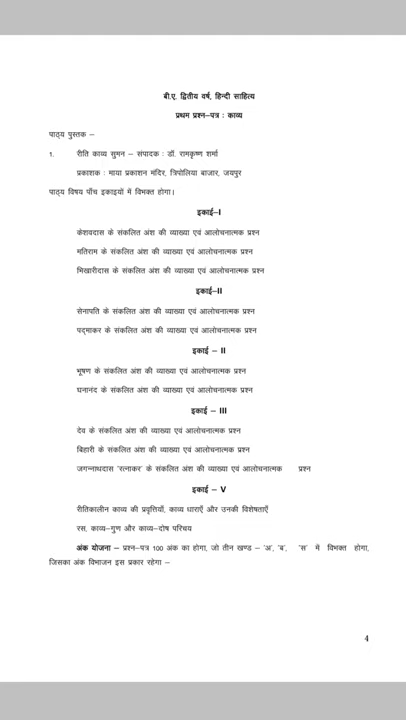 बी.ए. द्वितीय वर्ष, हिन्दी साहित्य
प्रथम प्रश्न–पत्र : काव्य
पाठ्य पुस्तक –
१. रीति काव्य सुमन – संपादक : डॉ. रामकृष्ण शर्मा
प्रकाशक : माया प्रकाशन मंदिर, त्रिपोलिया बाजार, जयपुर
पाठ्य विषय पाँच इकाइयों में विभक्त होगा।
इकाई–I
केशवदास के संकलित अंश की व्याख्या एवं आलोचनात्मक प्रश्न
मतिराम के संकलित अंश की व्याख्या एवं आलोचनात्मक प्रश्न
भिखारीदास के संकलित अंश की व्याख्या एवं आलोचनात्मक प्रश्न
इकाई–II
सेनापति के संकलित अंश की व्याख्या एवं आलोचनात्मक प्रश्न
पद्माकर के संकलित अंश की व्याख्या एवं आलोचनात्मक प्रश्न
इकाई – II
भूषण के संकलित अंश की व्याख्या एवं आलोचनात्मक प्रश्न
घनानंद के संकलित अंश की व्याख्या एवं आलोचनात्मक प्रश्न
इकाई – III
देव के संकलित अंश की व्याख्या एवं आलोचनात्मक प्रश्न
बिहारी के संकलित अंश की व्याख्या एवं आलोचनात्मक प्रश्न
जगन्नाथदास 'रत्नाकर' के संकलित अंश की व्याख्या एवं आलोचनात्मक प्रश्न
इकाई – V
रीतिकालीन काव्य की प्रवृत्तियाँ, काव्य धाराएँ और उनकी विशेषताएँ
रस, काव्य–गुण और काव्य–दोष परिचय
अंक योजना – प्रश्न–पत्र 100 अंक का होगा, जो तीन खण्ड – 'अ', 'ब', 'स' में विभक्त होगा,
जिसका अंक विभाजन इस प्रकार रहेगा –
4